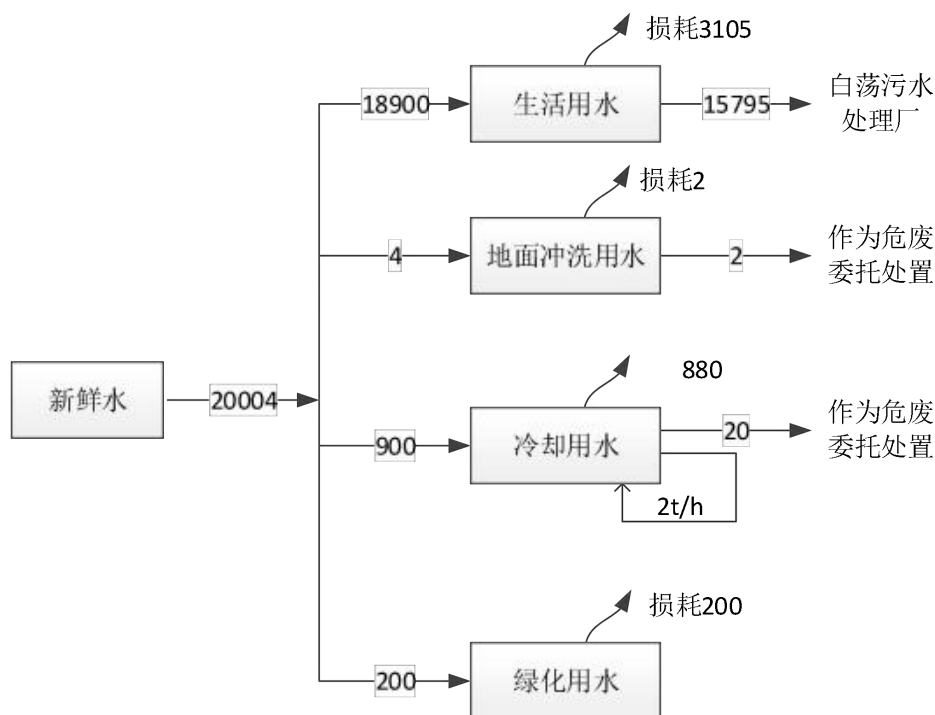 损耗3105
18900
生活用水
15795
白荡污水
处理厂
损耗2
4
地面冲洗用水
2
作为危废
委托处置
新鲜水
20004
880
900
冷却用水
20
作为危废
委托处置
2t/h
损耗200
200
绿化用水